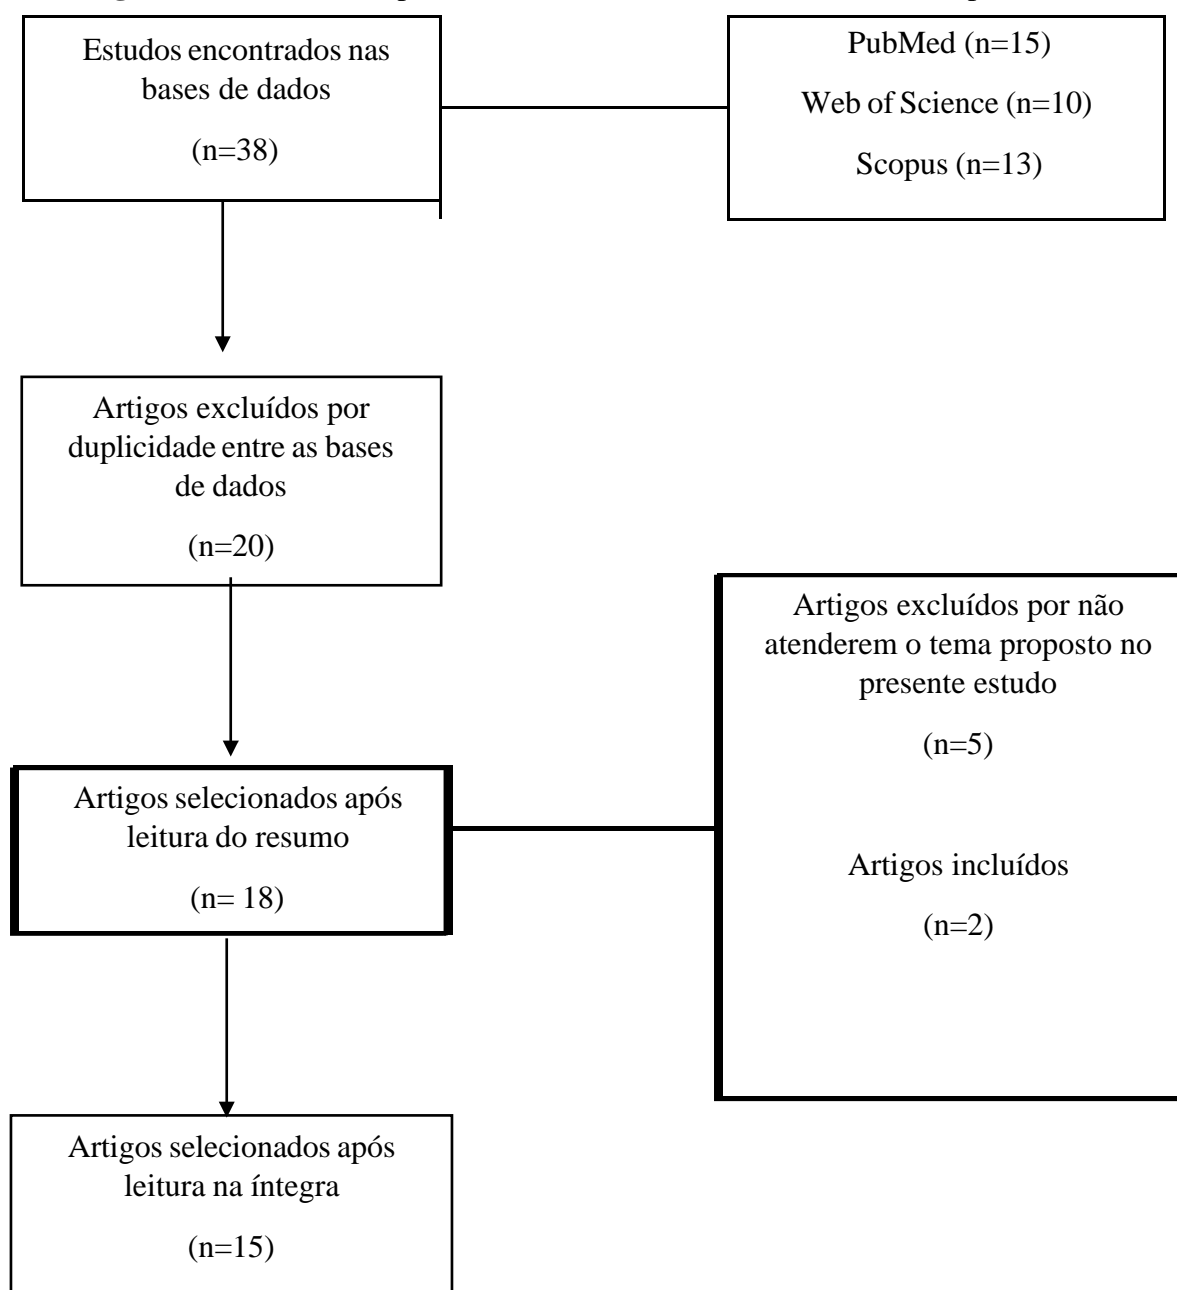 Estudos encontrados nas
bases de dados
(n=38)
PubMed (n=15)
Web of Science (n=10)
Scopus (n=13)
Artigos excluídos por
duplicidade entre as bases
de dados
(n=20)
Artigos excluídos por não
atenderem o tema proposto no
presente estudo
(n=5)
Artigos incluídos
(n=2)
Artigos selecionados após
leitura do resumo
(n= 18)
Artigos selecionados após
leitura na íntegra
(n=15)